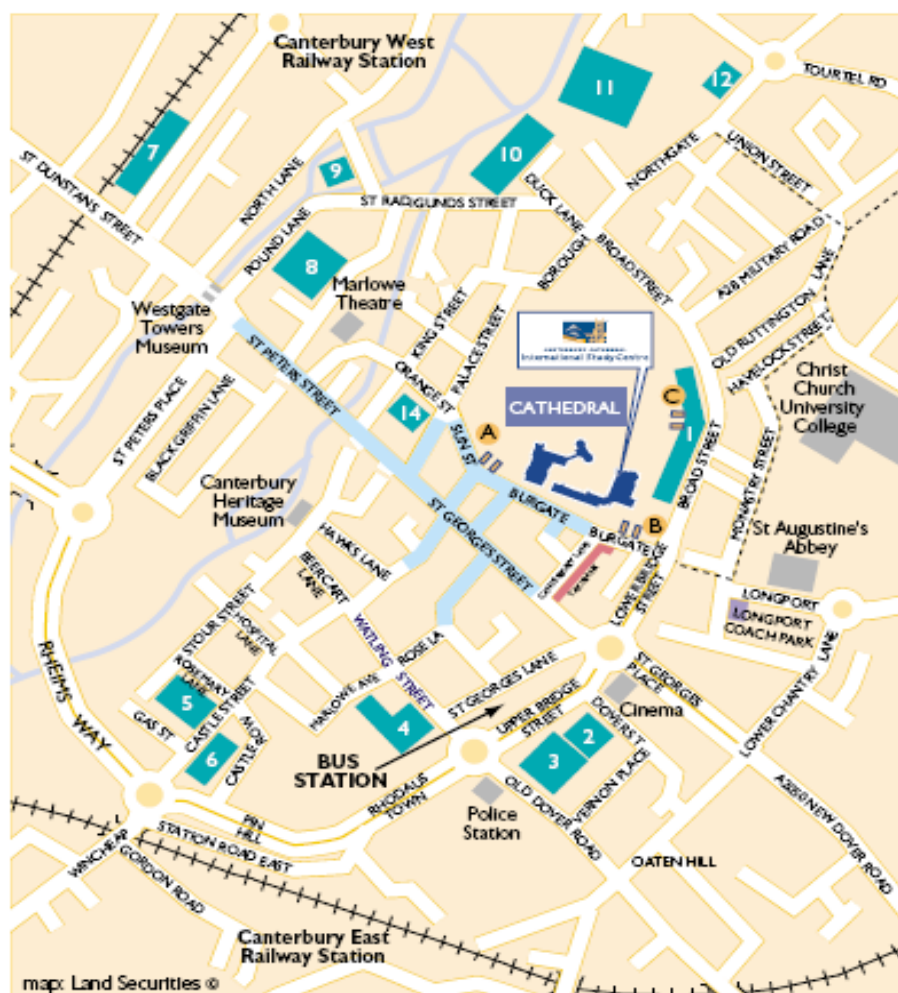 Canterbury West
Railway Station
TOURTEL RD
12
11
UNION STREET
7
10
NORTHGATE
ST DUNSTANS STREET
NORTH LANE
9
DUCK LANE
ST RADIGUNDS STREET
POUND LANE
BROAD STREET
A28 MILITARY ROAD
BOROUGH
8
Marlowe
Theatre
OLD RUTTINGTON LANE
Westgate
Towers
Museum
KING STREET
PALACE STREET
International Study Centre
HAVELOCK STREET
ST PETERS STREET
ORANGE ST
Christ
Church
University
College
ST PETERS PLACE
BLACK GRIFFIN LANE
14
CATHEDRAL
C
A
1
SUN ST
BROAD STREET
MONASTRY STREET
Canterbury
Heritage
Museum
BURGATE
B
BURGATE
St Augustine's
Abbey
ST GEORGES STREET
HAWKS LANE
BEERCART
LANE
LOWER BRIDGE
STREET
LONGPORT
LONGPORT
COACH PARK
STOUR STREET
HOSPITAL
LANE
WATLING
STREET
ROSE LA
RHEIMS WAY
ROSEMARY
LANE
ST GEORGES LANE
ST GEORGES
PLACE
LOWER CHANTRY LANE
MARLOWE AVE
5
CASTLE STREET
GAS ST
4
UPPER BRIDGE
STREET
Cinema
CASTLE ROW
6
BUS
STATION
2
DOVER ST
3
VERNON PLACE
A2050 NEW DOVER ROAD
RHODAUS
TOWN
OLD DOVER ROAD
PIN
HILL
Police
Station
STATION ROAD EAST
WINCHEAP
GORDON ROAD
OATEN HILL
Canterbury East
Railway Station
map: Land Securities ©